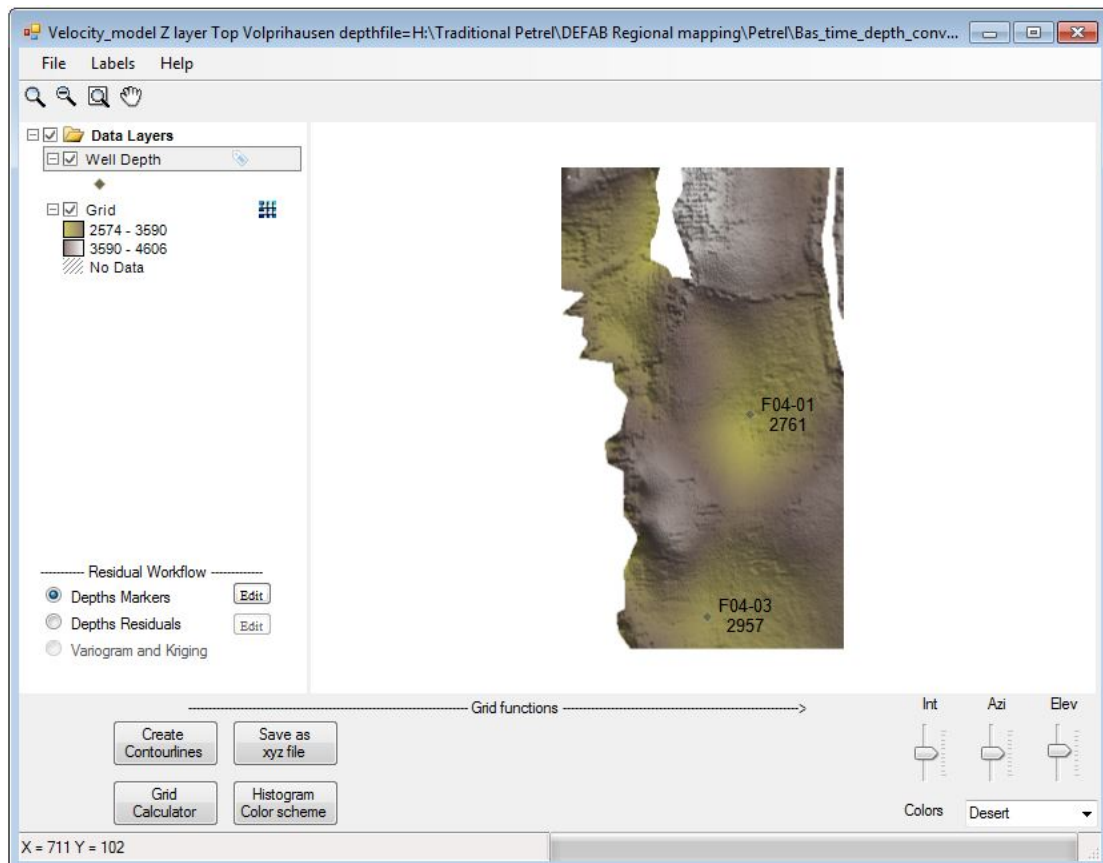 Velocity_model Z layer Top Volprihausen depthfile=H:\Traditional Petrel\DEFAB Regional mapping\Petrel\Bas_time_depth_conv...
File Labels Help
Data Layers
Well Depth
Grid
2574 - 3590
3590 - 4606
No Data
F04-01
2761
F04-03
2957
Residual Workflow
Depths Markers Edit
Depths Residuals Edit
Variogram and Kriging
Grid functions
Int Azi Elev
Create
Contourlines
Save as
xyz file
Grid
Calculator
Histogram
Color scheme
Colors Desert
X = 711 Y = 102